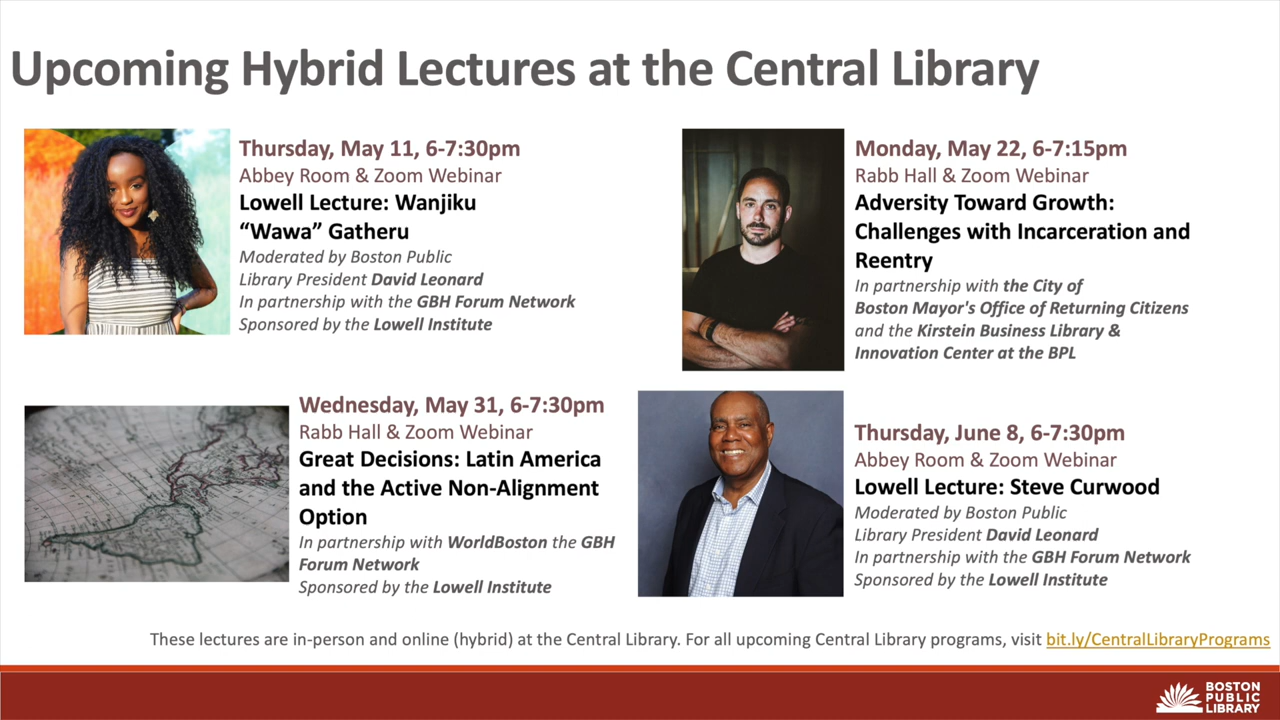 Upcoming Hybrid Lectures at the Central Library
Thursday, May 11, 6-7:30pm
Abbey Room & Zoom Webinar
Lowell Lecture: Wanjiku
“Wawa” Gatheru
Moderated by Boston Public
Library President David Leonard
In partnership with the GBH Forum Network
Sponsored by the Lowell Institute
Monday, May 22, 6-7:15pm
Rabb Hall & Zoom Webinar
Adversity Toward Growth:
Challenges with Incarceration and
Reentry
In partnership with the City of
Boston Mayor's Office of Returning Citizens
and the Kirstein Business Library &
Innovation Center at the BPL
Wednesday, May 31, 6-7:30pm
Rabb Hall & Zoom Webinar
Great Decisions: Latin America
and the Active Non-Alignment
Option
In partnership with WorldBoston the GBH
Forum Network
Sponsored by the Lowell Institute
Thursday, June 8, 6-7:30pm
Abbey Room & Zoom Webinar
Lowell Lecture: Steve Curwood
Moderated by Boston Public
Library President David Leonard
In partnership with the GBH Forum Network
Sponsored by the Lowell Institute
These lectures are in-person and online (hybrid) at the Central Library. For all upcoming Central Library programs, visit bit.ly/CentralLibraryPrograms
BOSTON
PUBLIC
LIBRARY